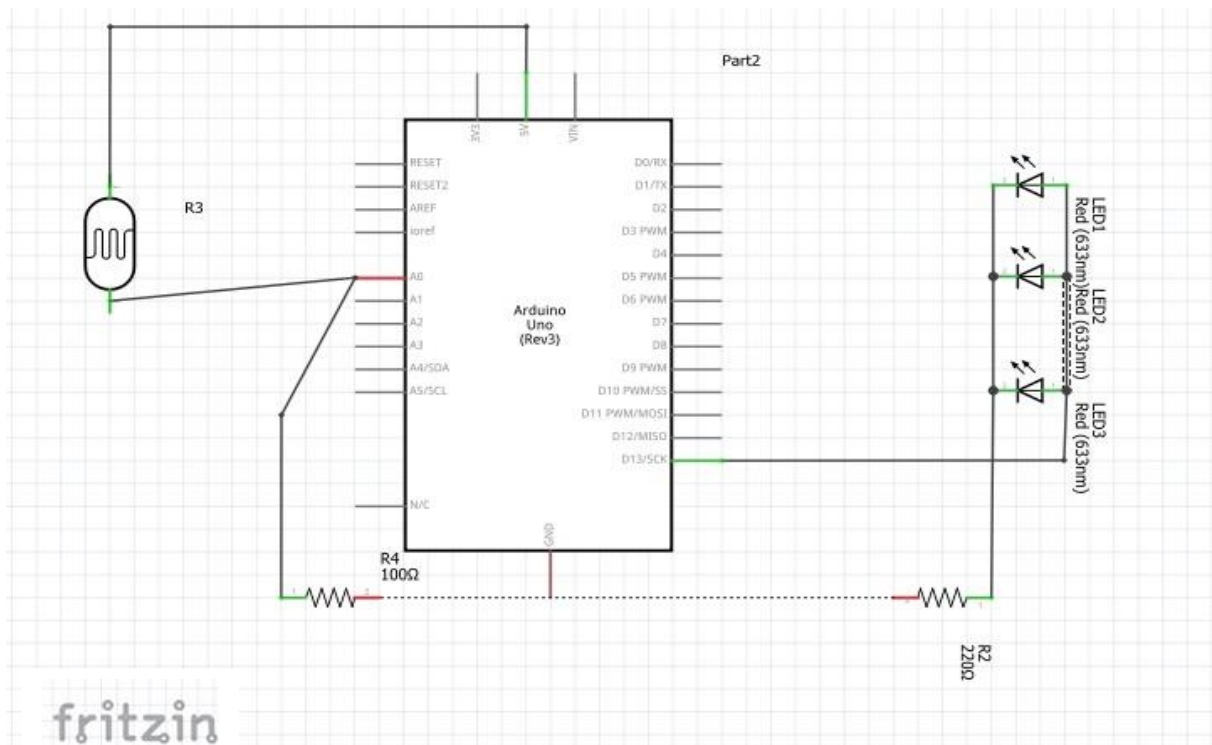 Part2
3V3
5V
VIN
RESET
RESET2
AREF
ioref
A0
A1
A2
A3
A4/SDA
A5/SCL
N/C
D0/RX
D1/TX
D2
D3 PWM
D4
D5 PWM
D6 PWM
D7
D8
D9 PWM
D10 PWM/SS
D11 PWM/MOSI
D12/MISO
D13/SCK
GND
Arduino
Uno
(Rev3)
R3
R4
100Ω
LED1
Red (633nm)
LED2
Red (633nm)
LED3
Red (633nm)
R2
220Ω
fritzin